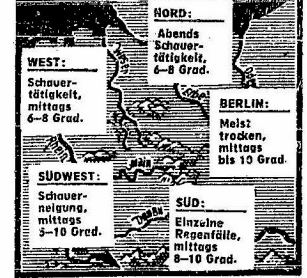 NORD:
Abends
Schauer-
tätigkeit,
6–8 Grad.
WEST:
Schauer-
tätigkeit,
mittags
6–8 Grad.
BERLIN:
Meist
trocken,
mittags
bis 10 Grad.
MAIN
SÜDWEST:
Schauer-
neigung,
mittags
–10 Grad.
SÜD:
Einzelne
Regenfälle,
mittags
8–10 Grad.